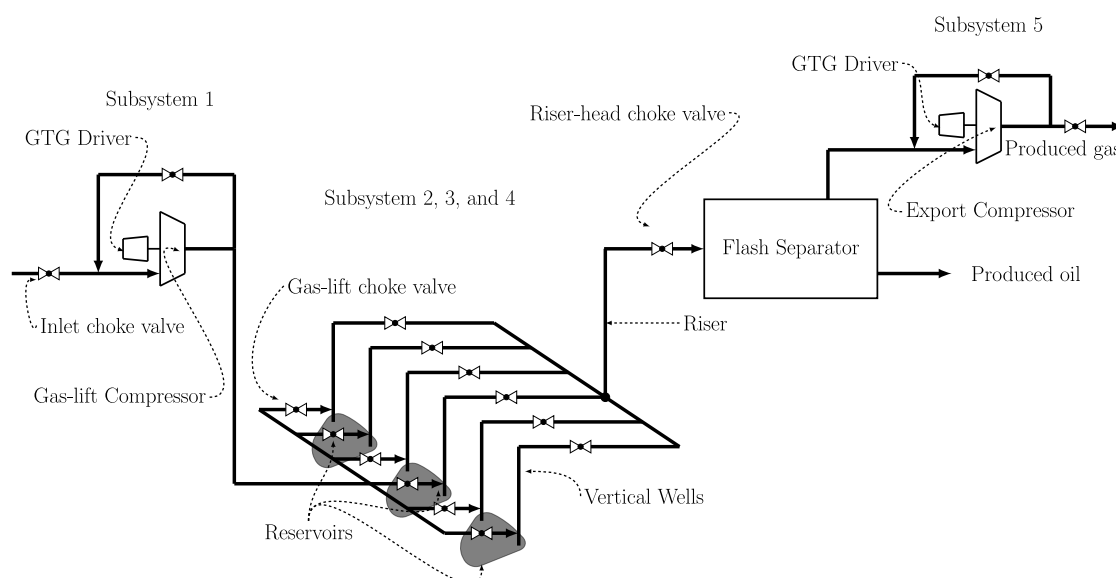 Subsystem 5
GTG Driver
Subsystem 1
Riser-head choke valve
GTG Driver
Produced gas
Subsystem 2, 3, and 4
Export Compressor
Flash Separator
Produced oil
Gas-lift choke valve
Inlet choke valve
Riser
Gas-lift Compressor
Vertical Wells
Reservoirs